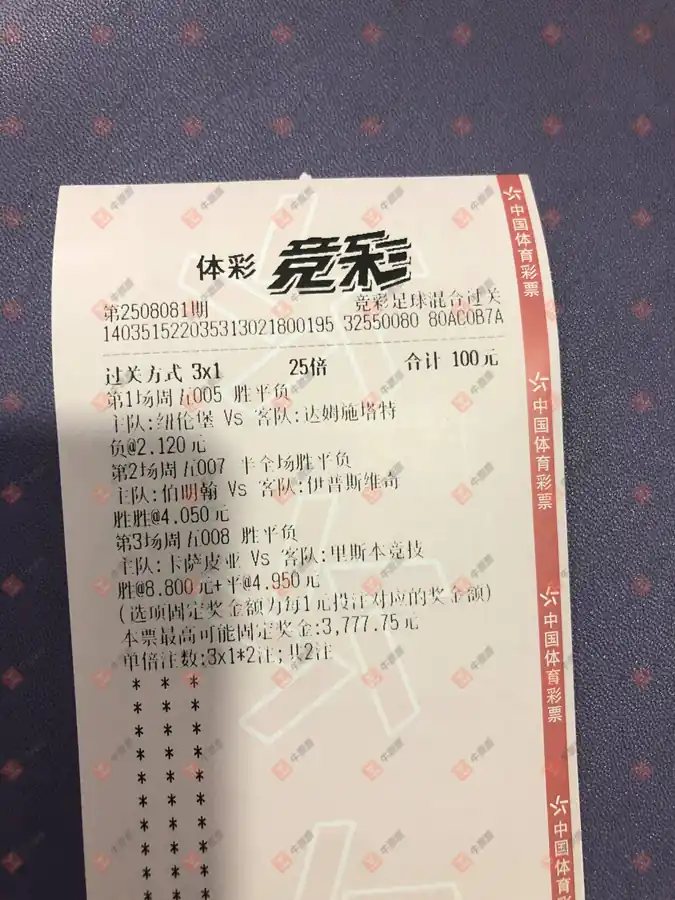 体彩 竞彩
第2508081期 竞彩足球混合过关
140351522035313021800195 32550080 80AC0B7A
过关方式 3x1 25倍 合计 100元
第1场周五005 胜平负
主队:纽伦堡 Vs 客队:达姆施塔特
负@2.120元
第2场周五007 半全场胜平负
主队:伯明翰 Vs 客队:伊普斯维奇
胜胜@4.050元
第3场周五008 胜平负
主队:卡萨皮亚 Vs 客队:里斯本竞技
胜@8.800元+平@4.950元
(选项固定奖金额为每1元投注对应的奖金额)
本票最高可能固定奖金:3,777.75元
单倍注数:3x1*2注;共2注
* * *
* * *
* * *
* * *
* * *
* * *
* * *
* * *
* * *
* * *
中国体育彩票
中国体育彩票
中国体育彩票
中国体育